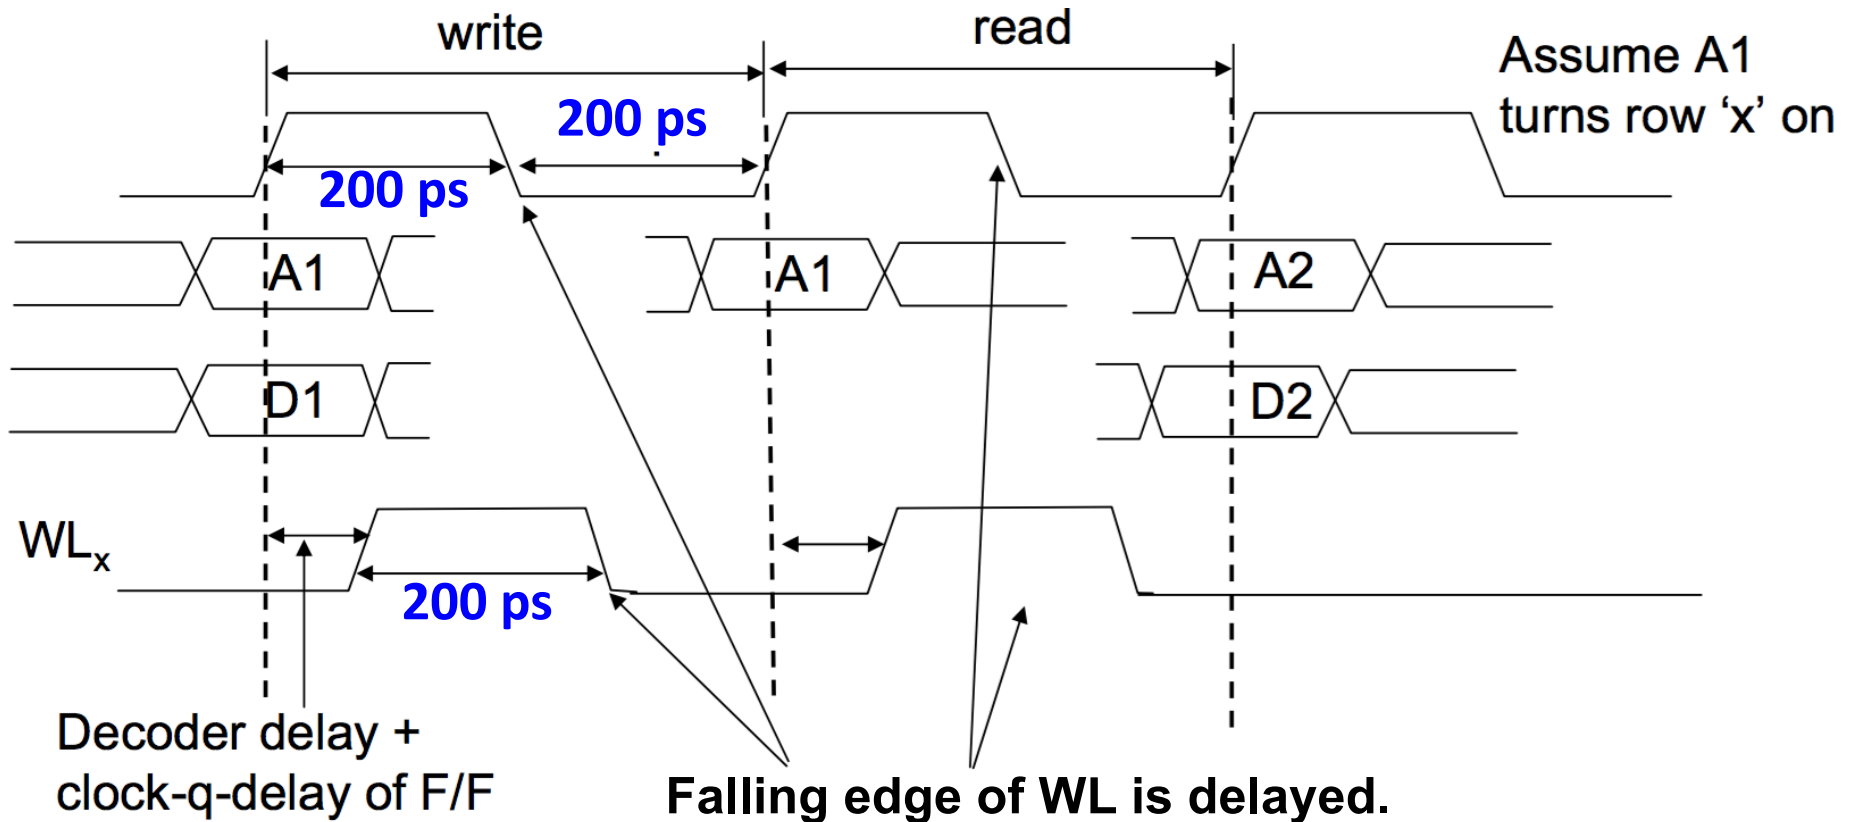 write
read
Assume A1
turns row ‘x’ on
200 ps
200 ps
A1
A1
A2
D1
D2
WLx
200 ps
Decoder delay +
clock-q-delay of F/F
Falling edge of WL is delayed.